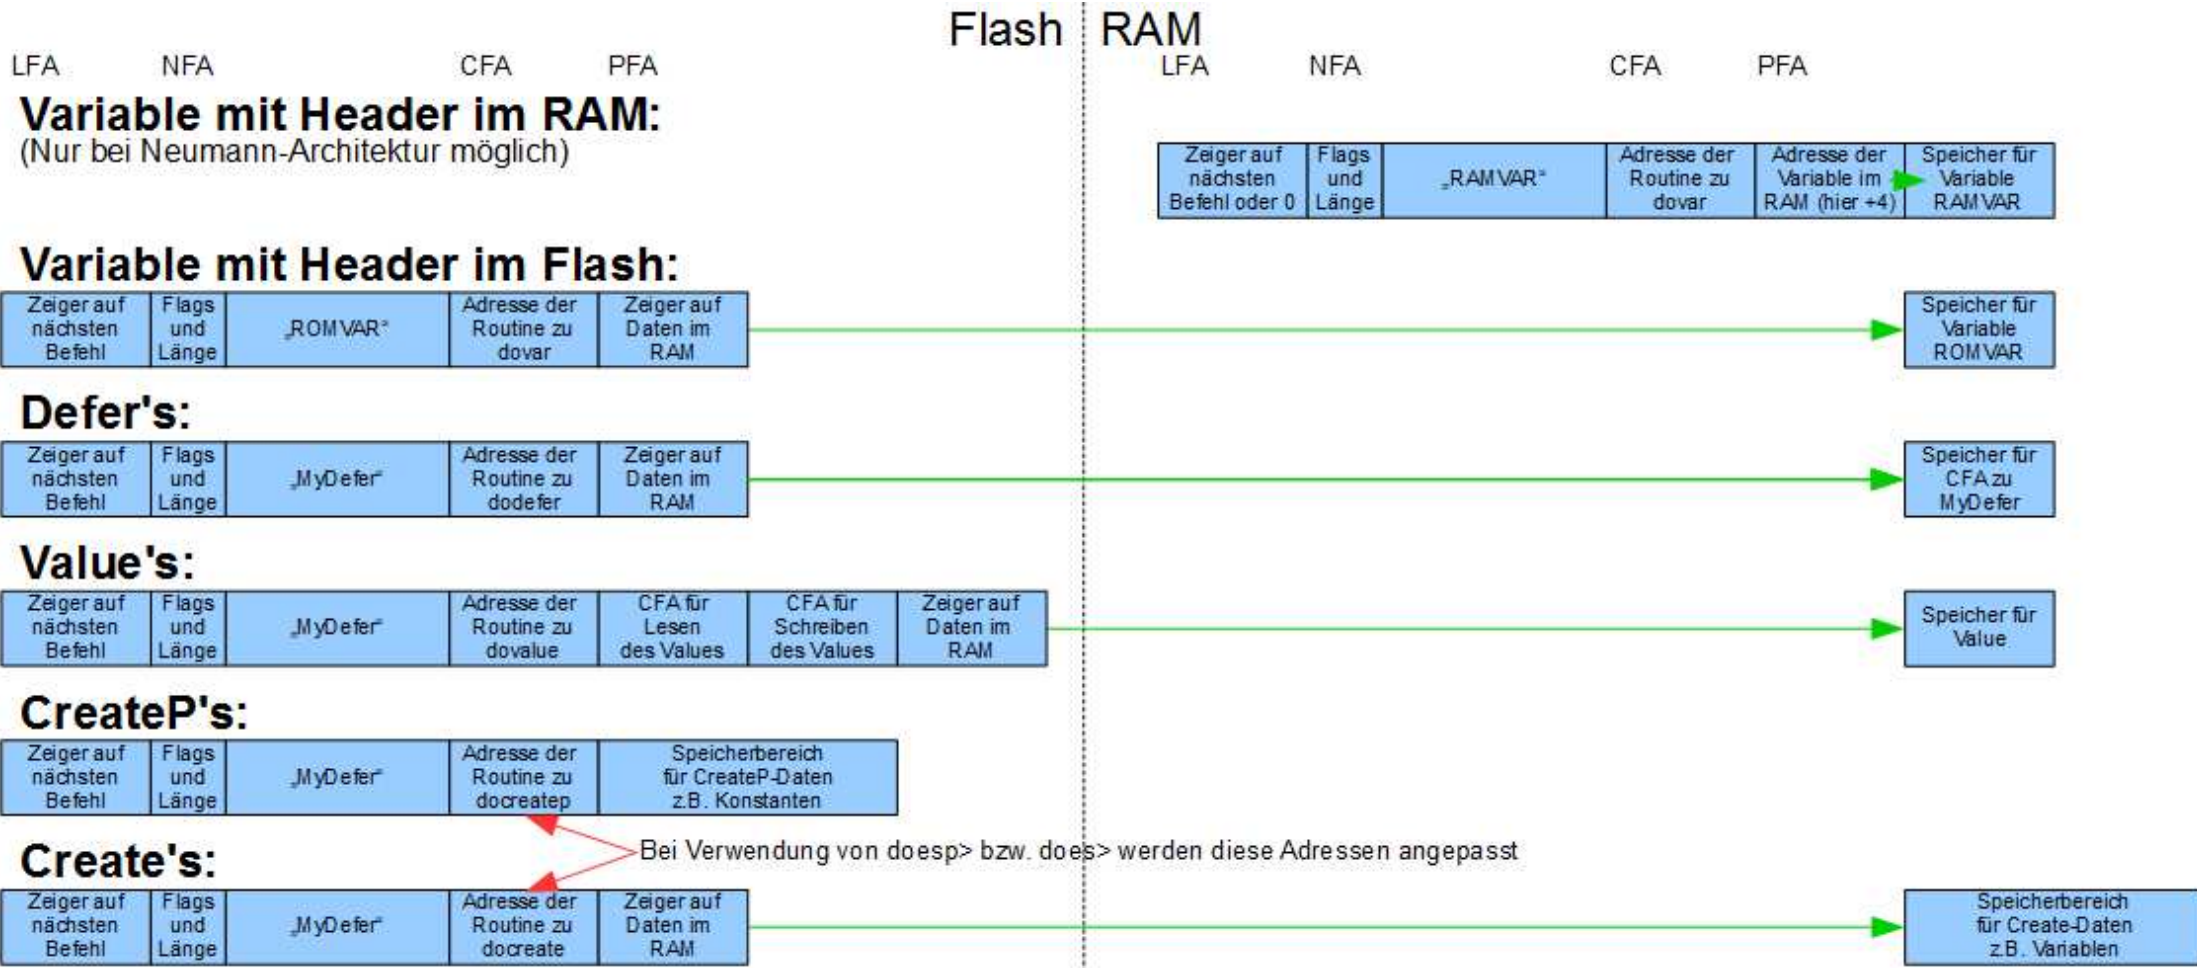 Flash RAM
LFA NFA CFA PFA LFA NFA CFA PFA
Variable mit Header im RAM:
(Nur bei Neumann-Architektur möglich)
Zeiger auf
nächsten
Befehl oder 0
Flags
und
Länge
„RAMVAR“
Adresse der
Routine zu
dovar
Adresse der
Variable im
RAM (hier +4)
Speicher für
Variable
RAMVAR
Variable mit Header im Flash:
Zeiger auf
nächsten
Befehl
Flags
und
Länge
„ROMVAR“
Adresse der
Routine zu
dovar
Zeiger auf
Daten im
RAM
Speicher für
Variable
ROMVAR
Defer's:
Zeiger auf
nächsten
Befehl
Flags
und
Länge
„MyDefer“
Adresse der
Routine zu
dodefer
Zeiger auf
Daten im
RAM
Speicher für
CFA zu
MyDefer
Value's:
Zeiger auf
nächsten
Befehl
Flags
und
Länge
„MyDefer“
Adresse der
Routine zu
dovalue
CFA für
Lesen
des Values
CFA für
Schreiben
des Values
Zeiger auf
Daten im
RAM
Speicher für
Value
CreateP's:
Zeiger auf
nächsten
Befehl
Flags
und
Länge
„MyDefer“
Adresse der
Routine zu
docreatep
Speicherbereich
für CreateP-Daten
z.B. Konstanten
Bei Verwendung von doesp> bzw. does> werden diese Adressen angepasst
Create's:
Zeiger auf
nächsten
Befehl
Flags
und
Länge
„MyDefer“
Adresse der
Routine zu
docreate
Zeiger auf
Daten im
RAM
Speicherbereich
für Create-Daten
z.B. Variablen